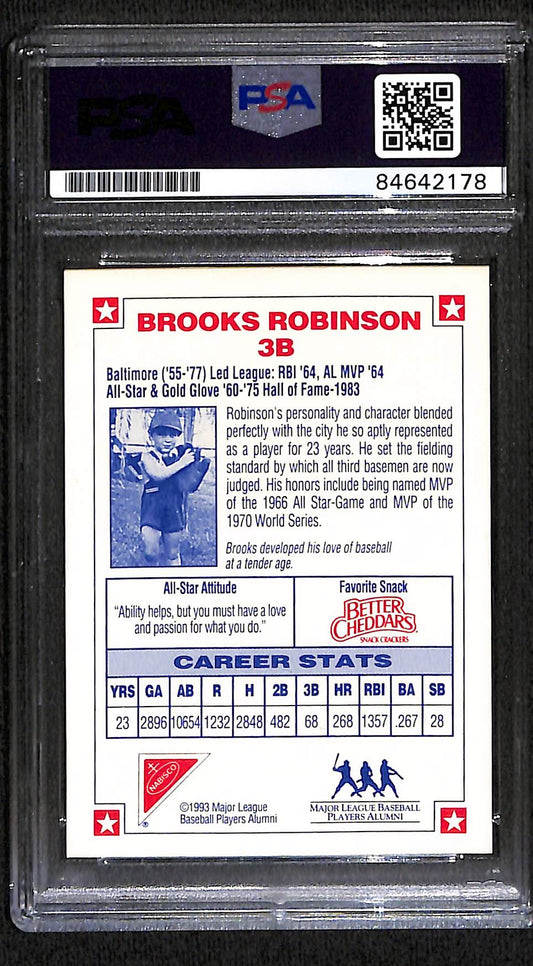 PSA
PSA
84642178
BROOKS ROBINSON
3B
Baltimore ('55-'77) Led League: RBI '64, AL MVP '64
All-Star & Gold Glove '60-'75 Hall of Fame-1983
Robinson's personality and character blended
perfectly with the city he so aptly represented
as a player for 23 years. He set the fielding
standard by which all third basemen are now
judged. His honors include being named MVP
of the 1966 All Star-Game and MVP of the
1970 World Series.
Brooks developed his love of baseball
at a tender age.
All-Star Attitude
"Ability helps, but you must have a love
and passion for what you do."
Favorite Snack
BETTER
CHEDDARS
SNACK CRACKERS
CAREER STATS
YRS GA AB R H 2B 3B HR RBI BA SB
23 2896 10654 1232 2848 482 68 268 1357 .267 28
NABISCO
®
©1993 Major League
Baseball Players Alumni
MAJOR LEAGUE BASEBALL
PLAYERS ALUMNI